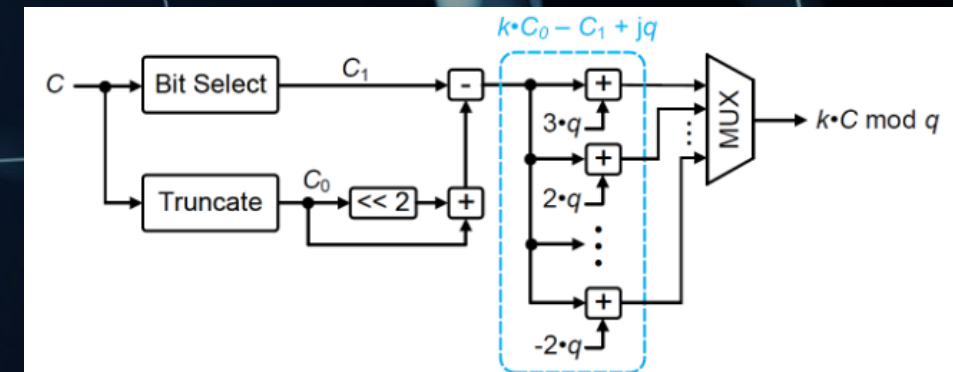 k•C₀ – C₁ + jq
C
Bit Select
C₁
-
+
3•q
MUX
k•C mod q
+
2•q
Truncate
C₀
<< 2
+
+
-2•q